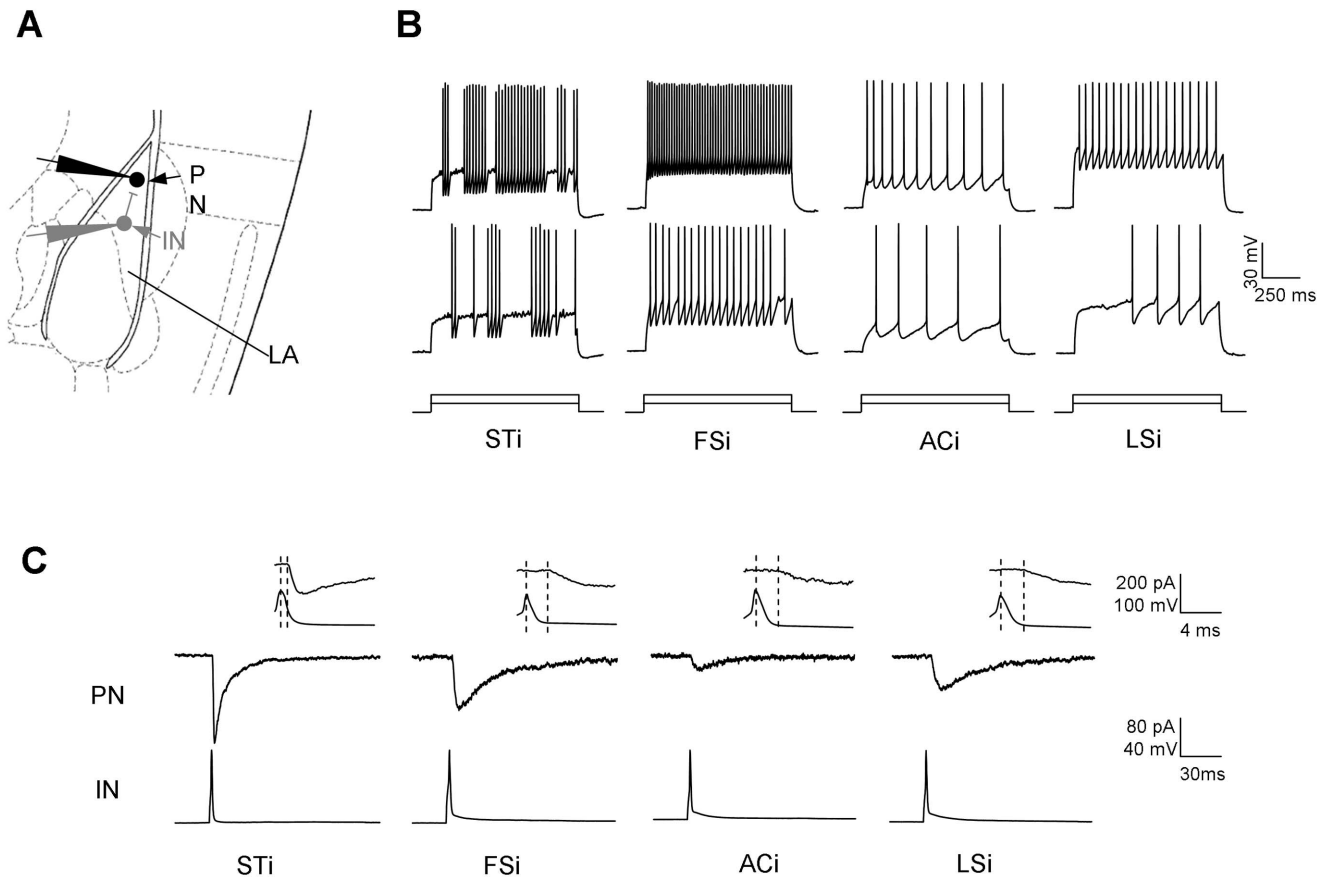 A
B
P
N
IN
LA
30 mV
250 ms
STi
FSi
ACi
LSi
C
200 pA
100 mV
4 ms
PN
80 pA
40 mV
30ms
IN
STi
FSi
ACi
LSi